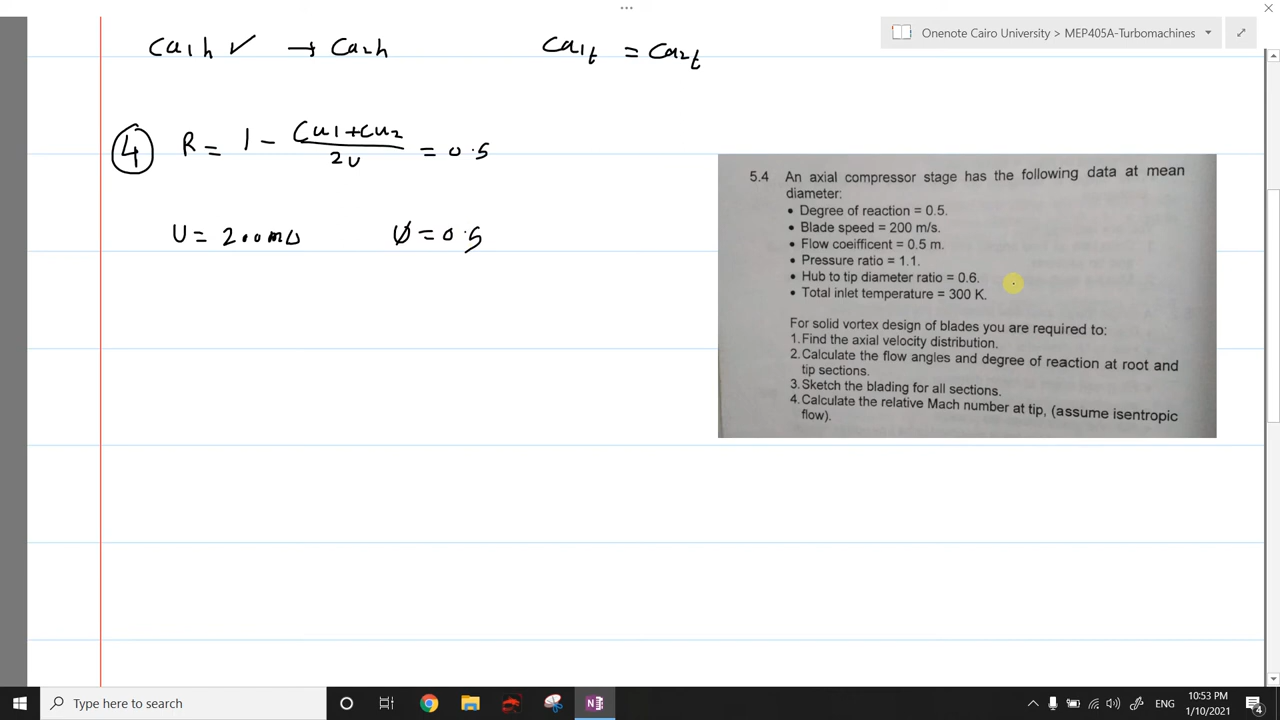 Onenote Cairo University > MEP405A-Turbomachines
Ca1h ✓ → Ca2h Ca1t = Ca2t
4 R = 1 - Cu1+Cu2 / 2U = 0.5
U = 200 m/s ϕ = 0.5
5.4 An axial compressor stage has the following data at mean
diameter:
• Degree of reaction = 0.5.
• Blade speed = 200 m/s.
• Flow coeifficent = 0.5 m.
• Pressure ratio = 1.1.
• Hub to tip diameter ratio = 0.6.
• Total inlet temperature = 300 K.
For solid vortex design of blades you are required to:
1. Find the axial velocity distribution.
2. Calculate the flow angles and degree of reaction at root and
tip sections.
3. Sketch the blading for all sections.
4. Calculate the relative Mach number at tip, (assume isentropic
flow).
Type here to search
ENG
10:53 PM
1/10/2021
4